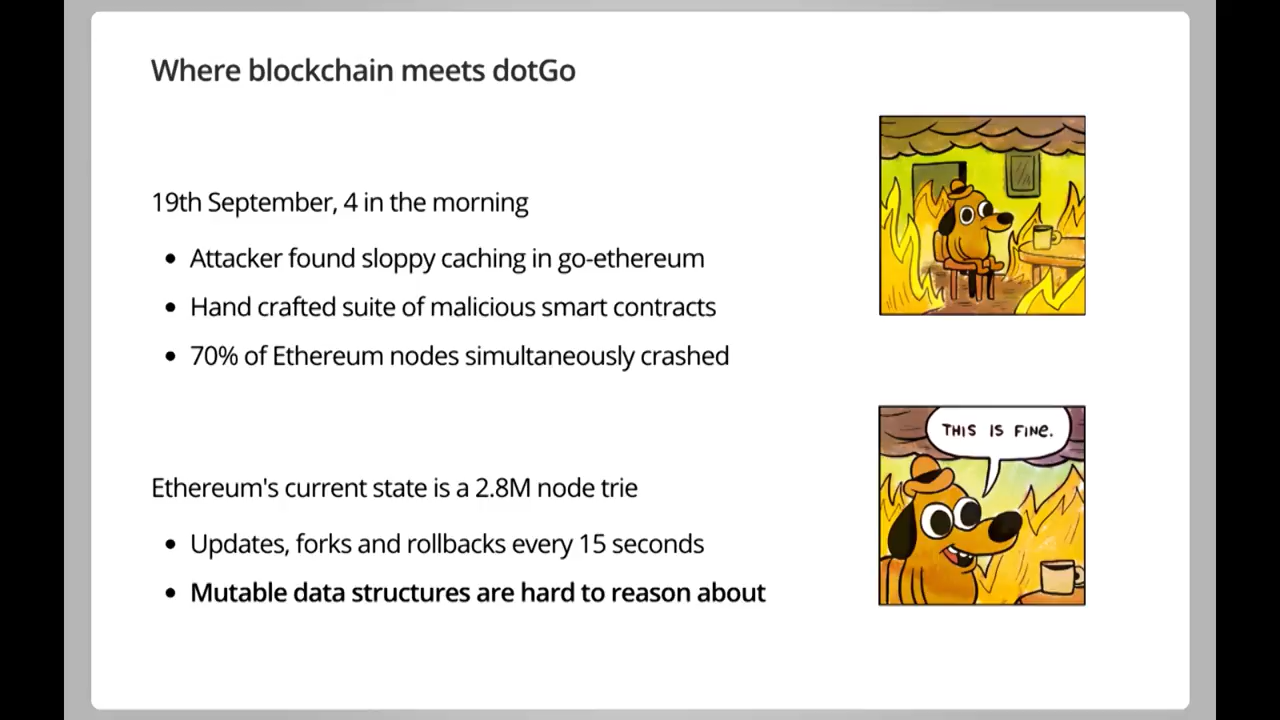 Where blockchain meets dotGo
19th September, 4 in the morning
• Attacker found sloppy caching in go-ethereum
• Hand crafted suite of malicious smart contracts
• 70% of Ethereum nodes simultaneously crashed
THIS IS FINE.
Ethereum's current state is a 2.8M node trie
• Updates, forks and rollbacks every 15 seconds
• Mutable data structures are hard to reason about